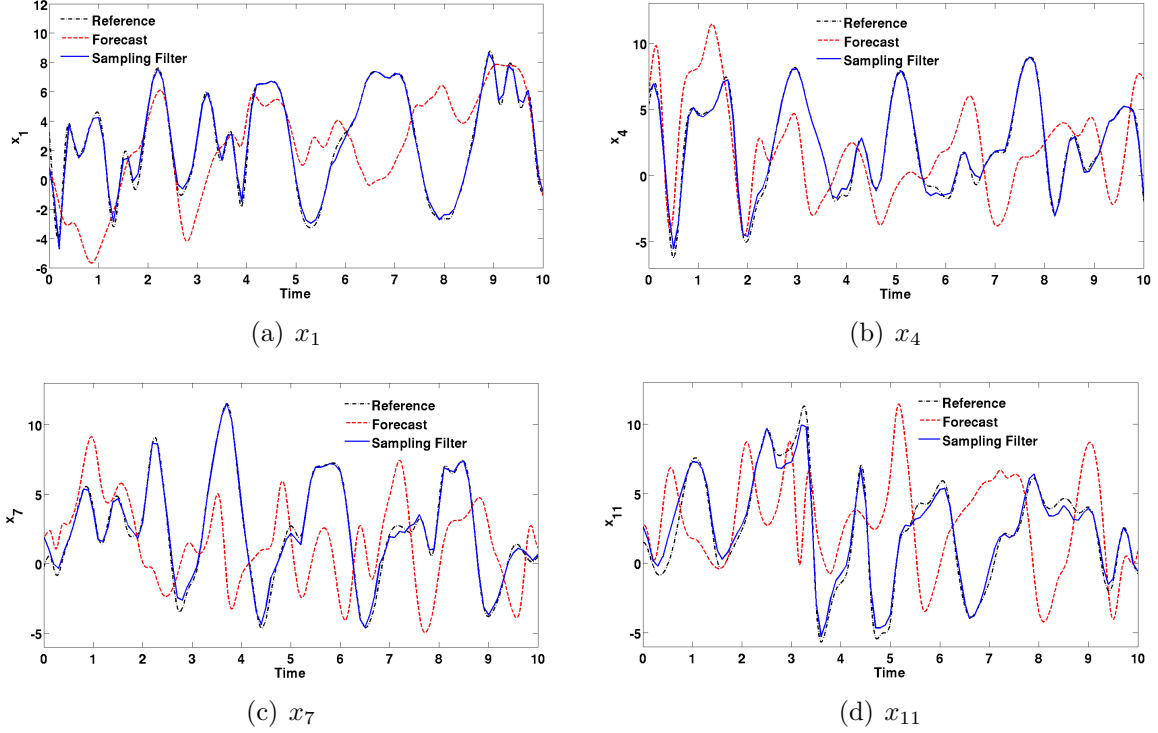 12
10
8
6
4
2
0
-2
-4
-6
x1
0 1 2 3 4 5 6 7 8 9 10
Time
Reference
Forecast
Sampling Filter
(a) x1
10
5
0
-5
x4
0 1 2 3 4 5 6 7 8 9 10
Time
Reference
Forecast
Sampling Filter
(b) x4
10
5
0
-5
x7
0 1 2 3 4 5 6 7 8 9 10
Time
Reference
Forecast
Sampling Filter
(c) x7
10
5
0
-5
x11
0 1 2 3 4 5 6 7 8 9 10
Time
Reference
Forecast
Sampling Filter
(d) x11